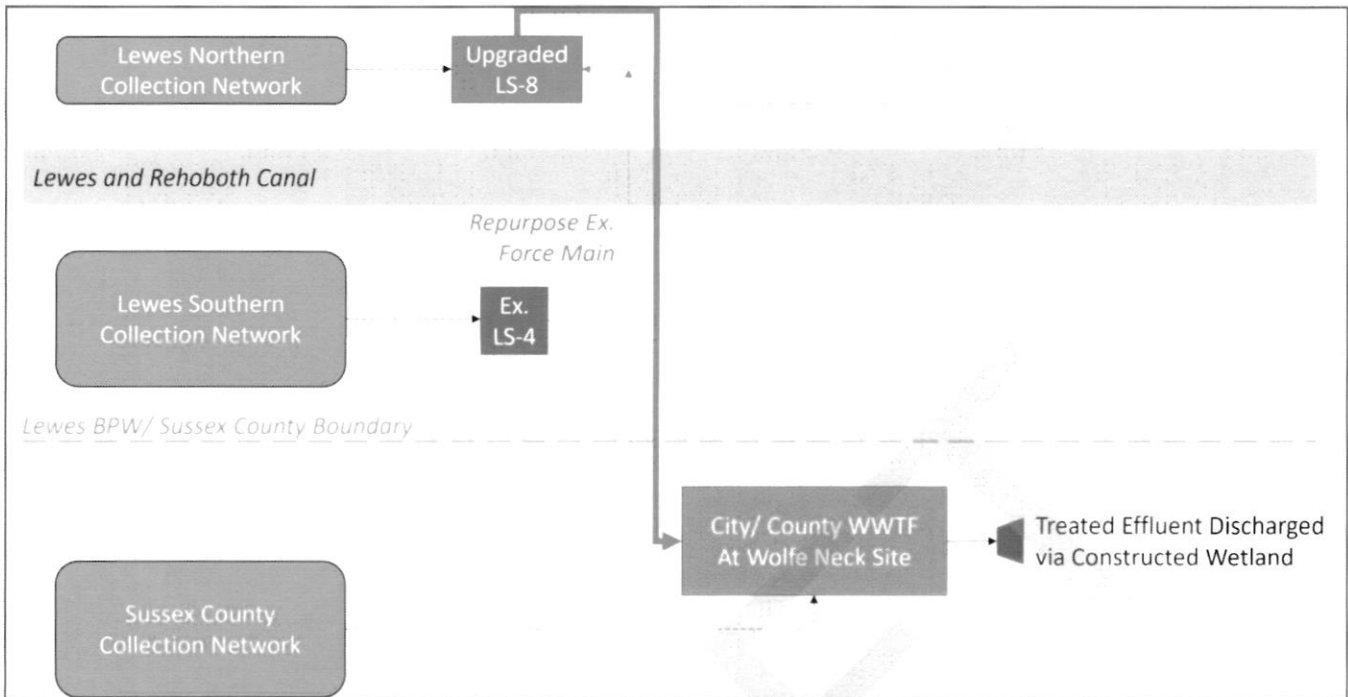 Lewes Northern
Collection Network
Upgraded
LS-8
Lewes and Rehoboth Canal
Repurpose Ex.
Force Main
Lewes Southern
Collection Network
Ex.
LS-4
Lewes BPW/ Sussex County Boundary
City/ County WWTF
At Wolfe Neck Site
Treated Effluent Discharged
via Constructed Wetland
Sussex County
Collection Network